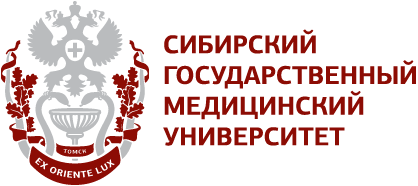 СИБИРСКИЙ
ГОСУДАРСТВЕННЫЙ
МЕДИЦИНСКИЙ
УНИВЕРСИТЕТ
ТОМСК
EX ORIENTE LUX